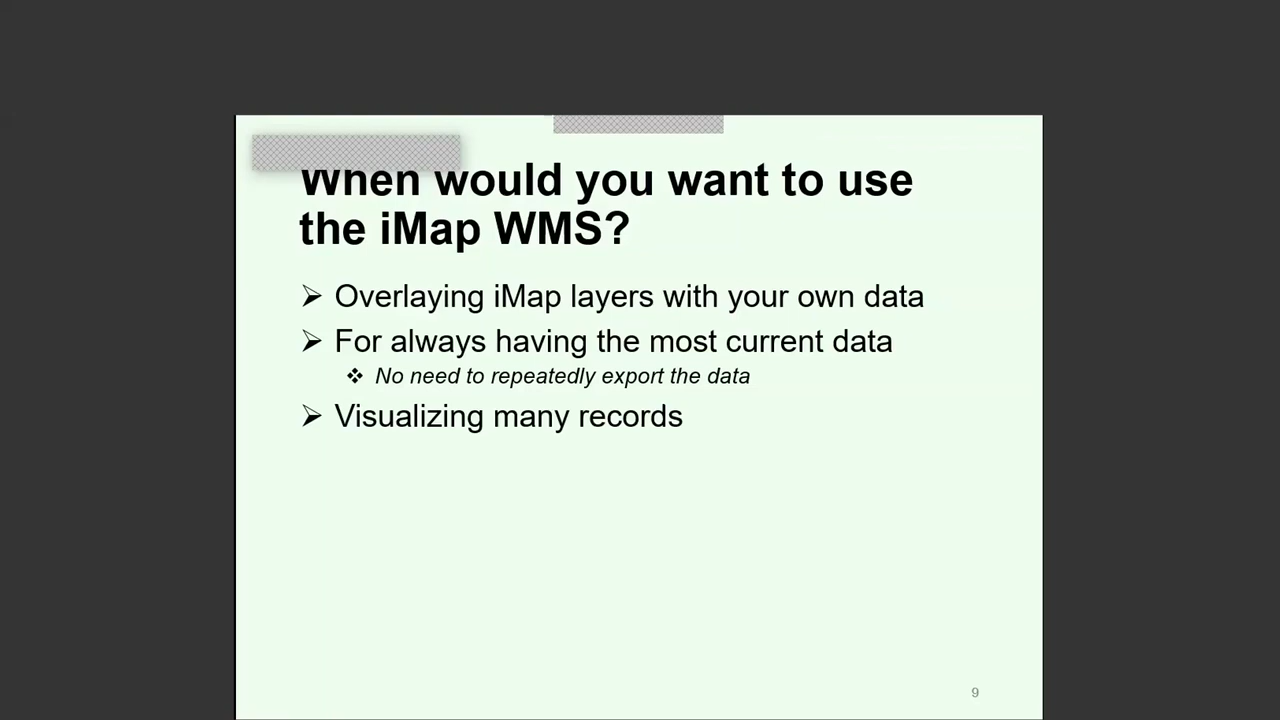 When would you want to use
the iMap WMS?
➢ Overlaying iMap layers with your own data
➢ For always having the most current data
❖ No need to repeatedly export the data
➢ Visualizing many records
9